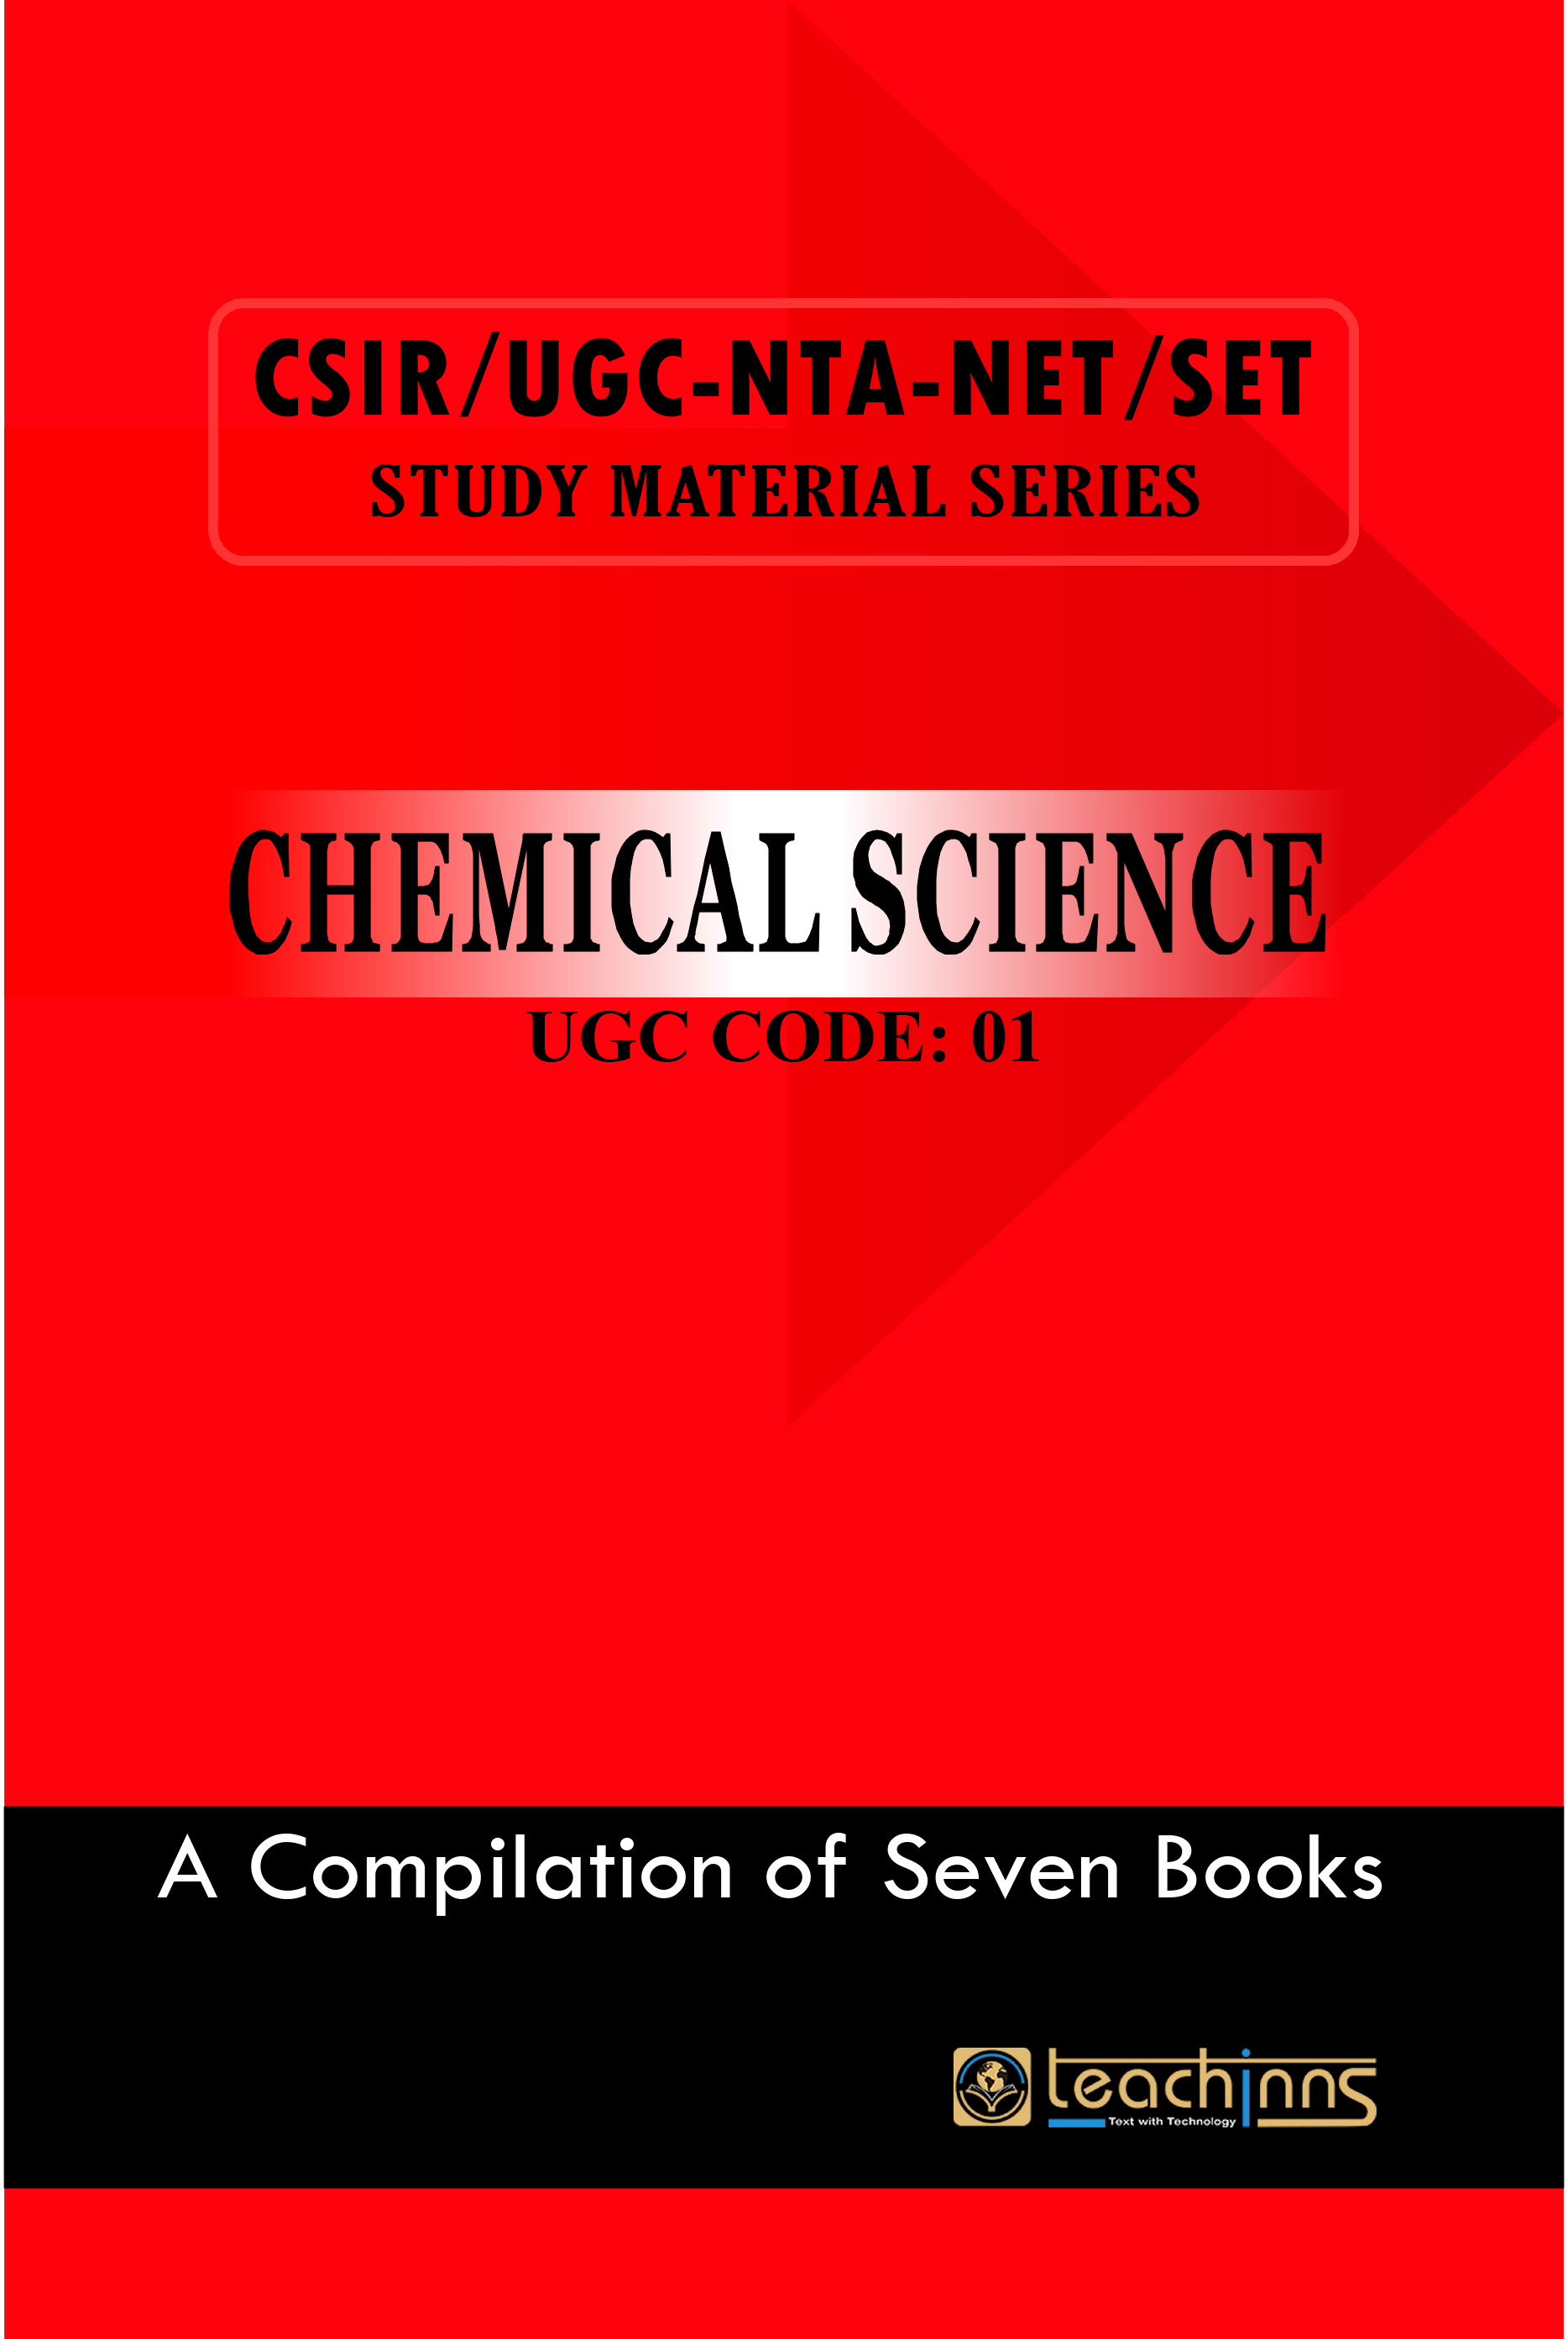 CSIR/UGC-NTA-NET/SET
STUDY MATERIAL SERIES
CHEMICAL SCIENCE
UGC CODE: 01
A Compilation of Seven Books
teachinns
Text with Technology